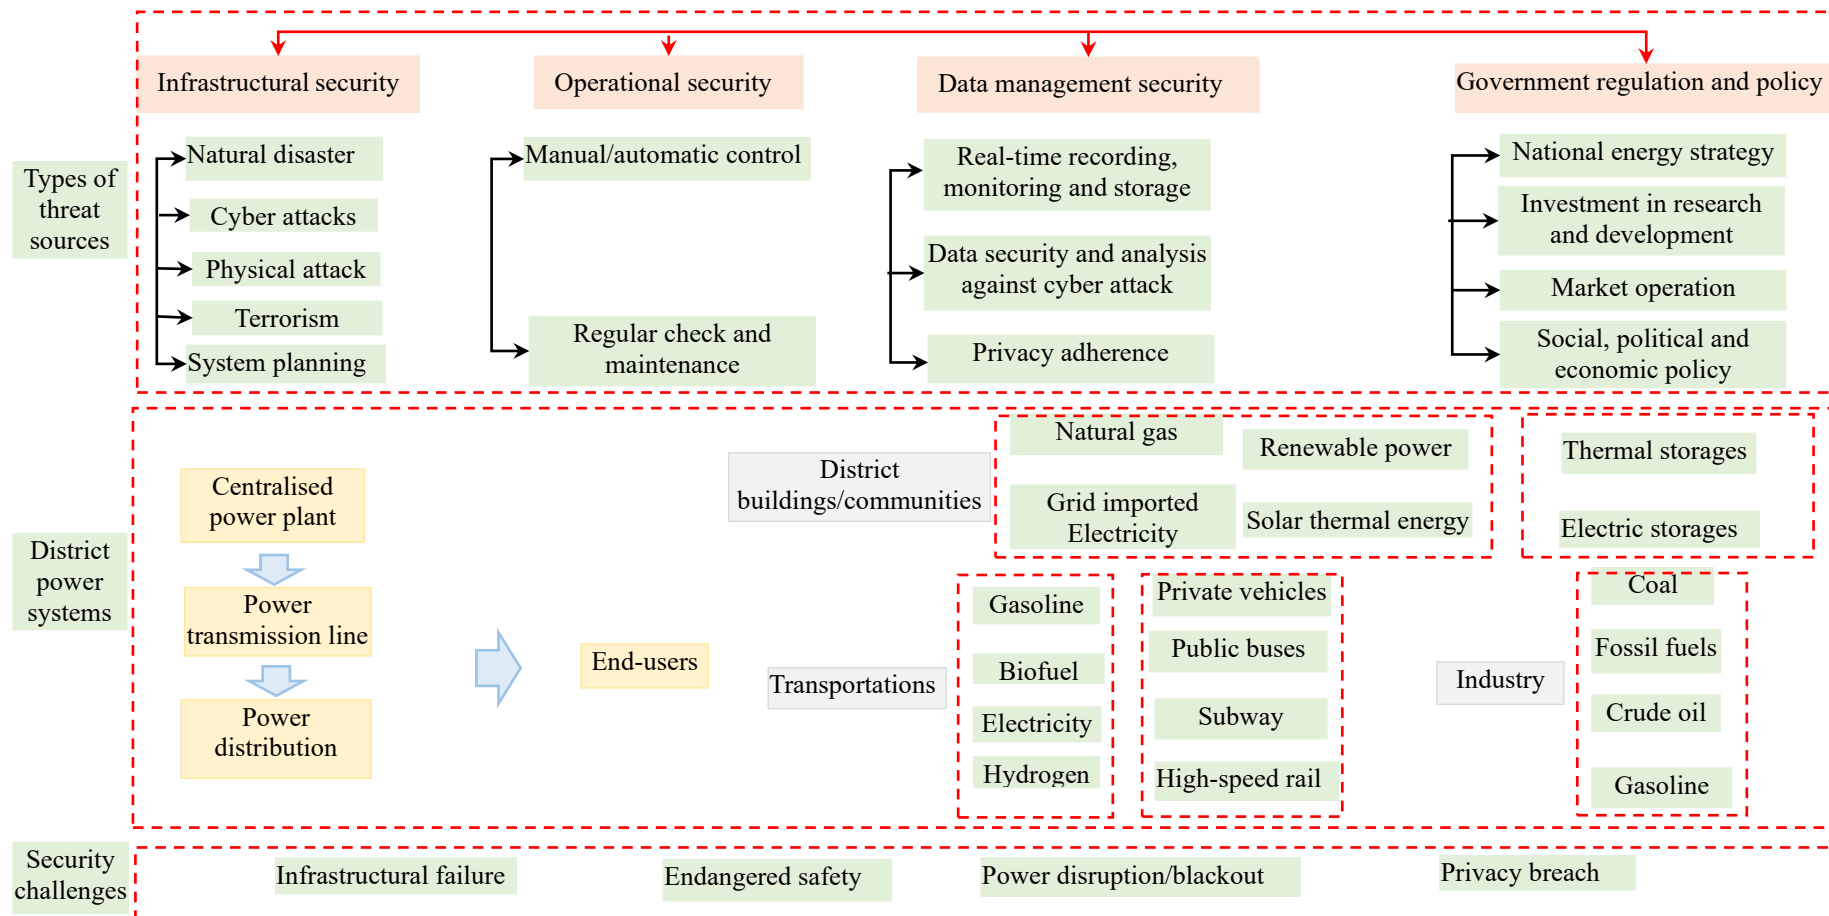 Types of
threat
sources
Infrastructural security
Natural disaster
Cyber attacks
Physical attack
Terrorism
System planning
Operational security
Manual/automatic control
Regular check and
maintenance
Data management security
Real-time recording,
monitoring and storage
Data security and analysis
against cyber attack
Privacy adherence
Government regulation and policy
National energy strategy
Investment in research
and development
Market operation
Social, political and
economic policy
District
power
systems
Centralised
power plant
Power
transmission line
Power
distribution
End-users
District
buildings/communities
Natural gas
Renewable power
Grid imported
Electricity
Solar thermal energy
Thermal storages
Electric storages
Transportations
Gasoline
Biofuel
Electricity
Hydrogen
Private vehicles
Public buses
Subway
High-speed rail
Industry
Coal
Fossil fuels
Crude oil
Gasoline
Security
challenges
Infrastructural failure
Endangered safety
Power disruption/blackout
Privacy breach